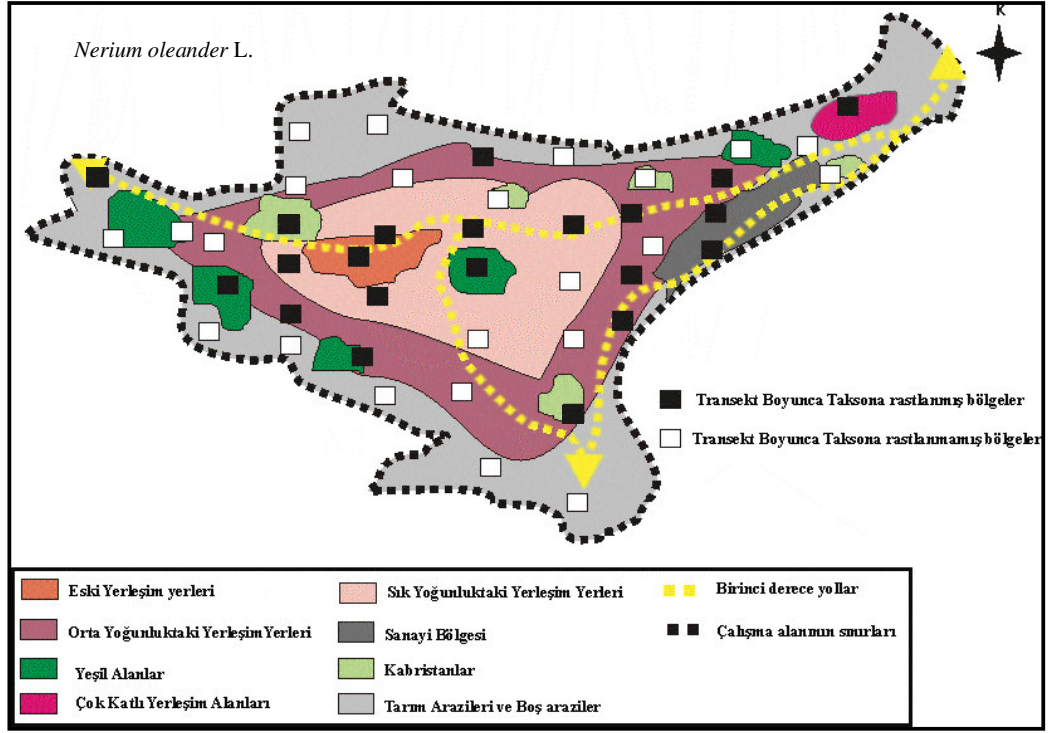 Nerium oleander L.
K
Transekt Boyunca Taksona rastlanmış bölgeler
Transekt Boyunca Taksona rastlanmamış bölgeler
Eski Yerleşim yerleri
Orta Yoğunluktaki Yerleşim Yerleri
Yeşil Alanlar
Çok Katlı Yerleşim Alanları
Sık Yoğunluktaki Yerleşim Yerleri
Sanayi Bölgesi
Kabristanlar
Tarım Arazileri ve Boş araziler
Birinci derece yollar
Çalışma alanının sınırları